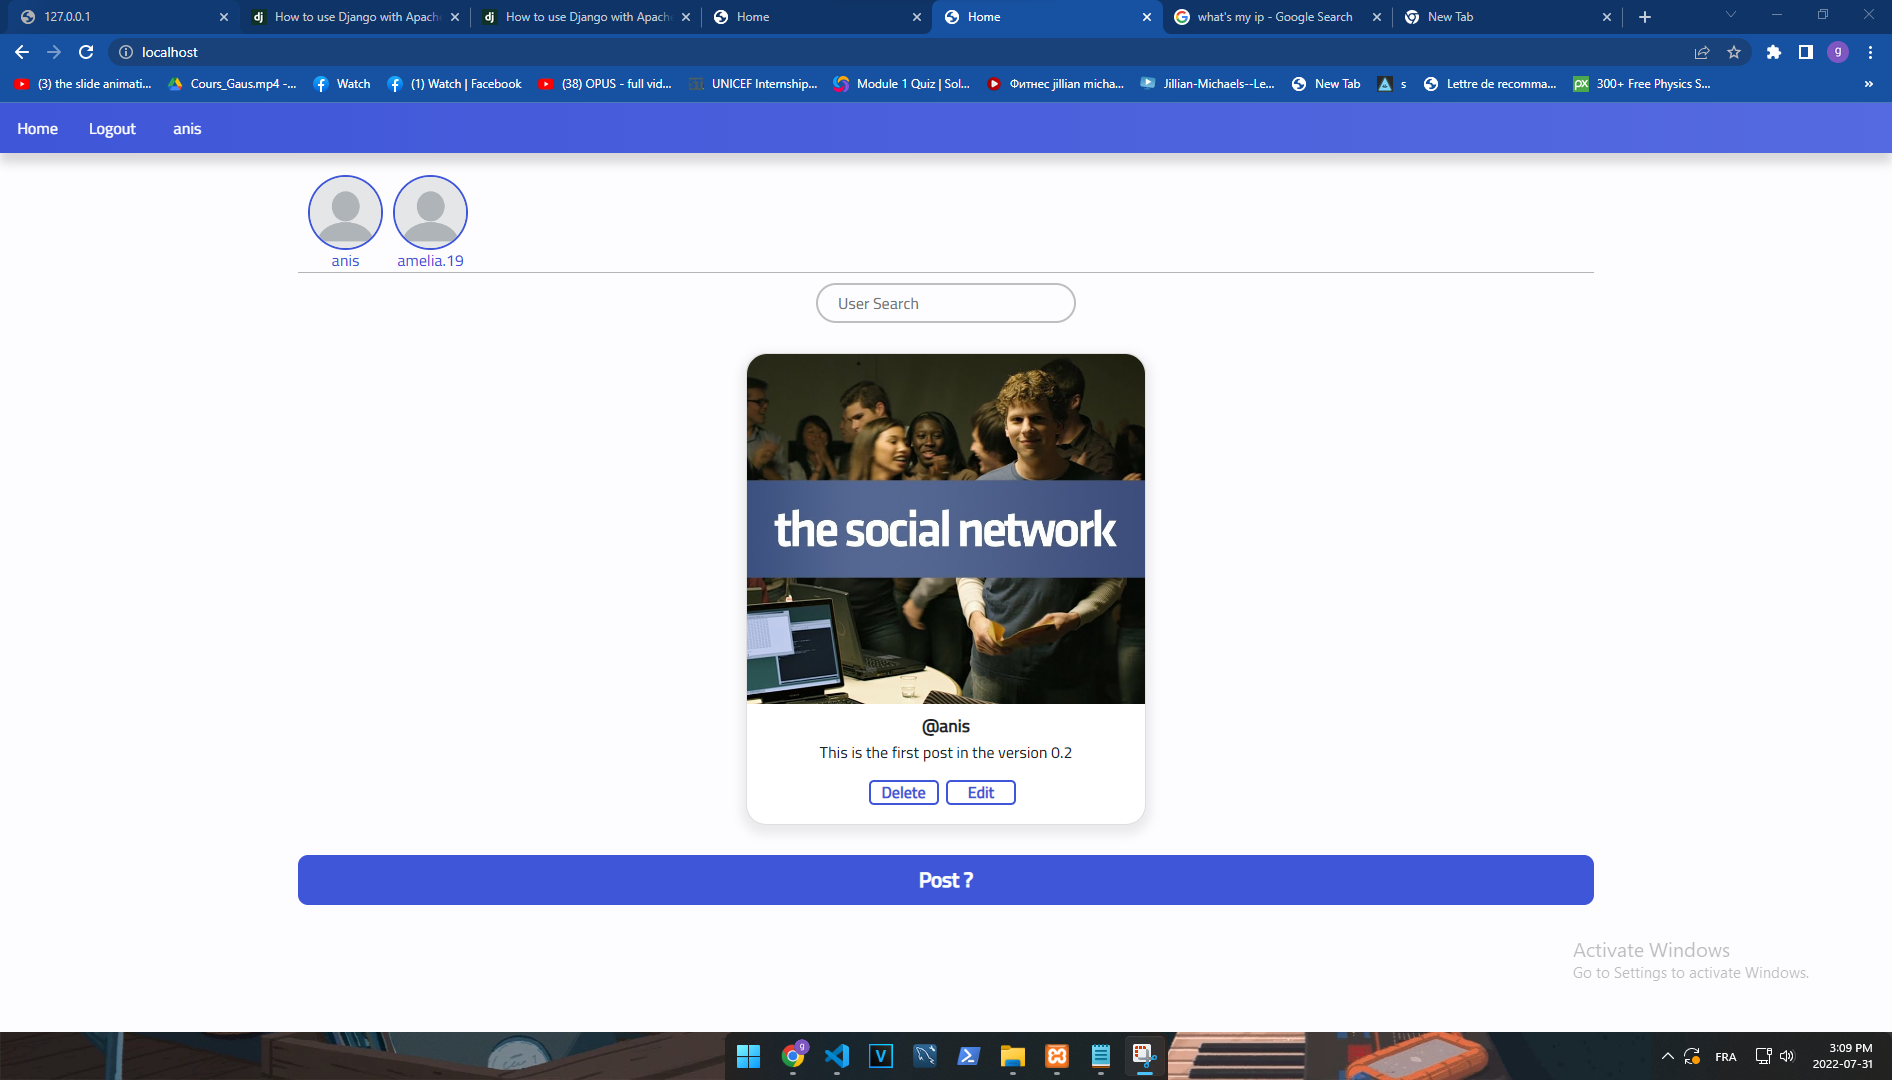 127.0.0.1
How to use Django with Apach
How to use Django with Apach
Home
Home
what's my ip - Google Search
New Tab
localhost
g
(3) the slide animati...
Cours_Gaus.mp4 -...
Watch
(1) Watch | Facebook
(38) OPUS - full vid...
UNICEF Internship...
Module 1 Quiz | Sol...
Фитнес jillian micha...
Jillian-Michaels--Le...
New Tab
s
Lettre de recomma...
300+ Free Physics S...
Home
Logout
anis
anis
amelia.19
User Search
the social network
@anis
This is the first post in the version 0.2
Delete
Edit
Post ?
Activate Windows
Go to Settings to activate Windows.
FRA
3:09 PM
2022-07-31